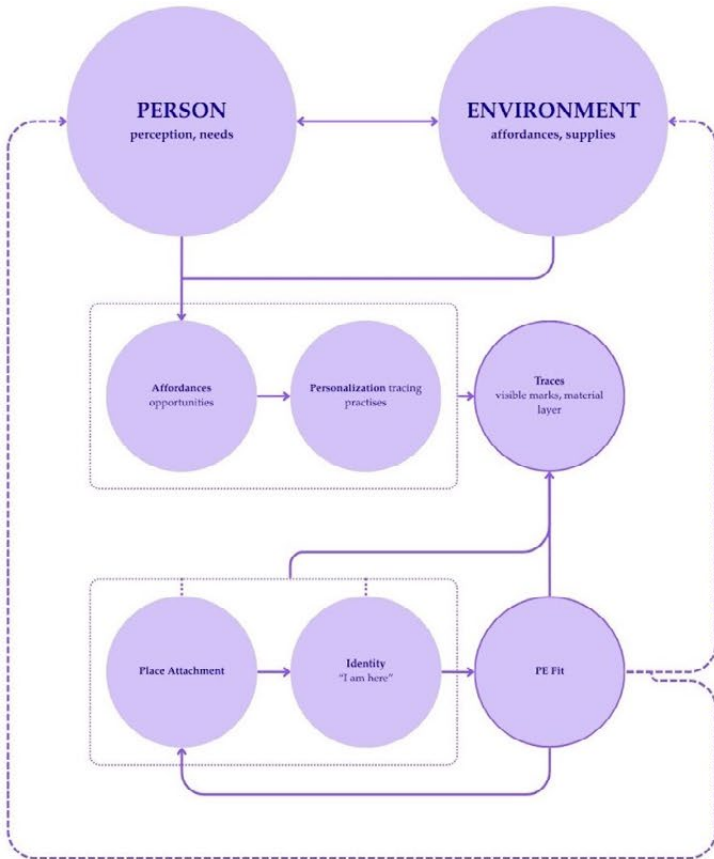 PERSON
perception, needs
ENVIRONMENT
affordances, supplies
Affordances
opportunities
Personalization tracing
practises
Traces
visible marks, material
layer
Place Attachment
Identity
“I am here”
PE Fit